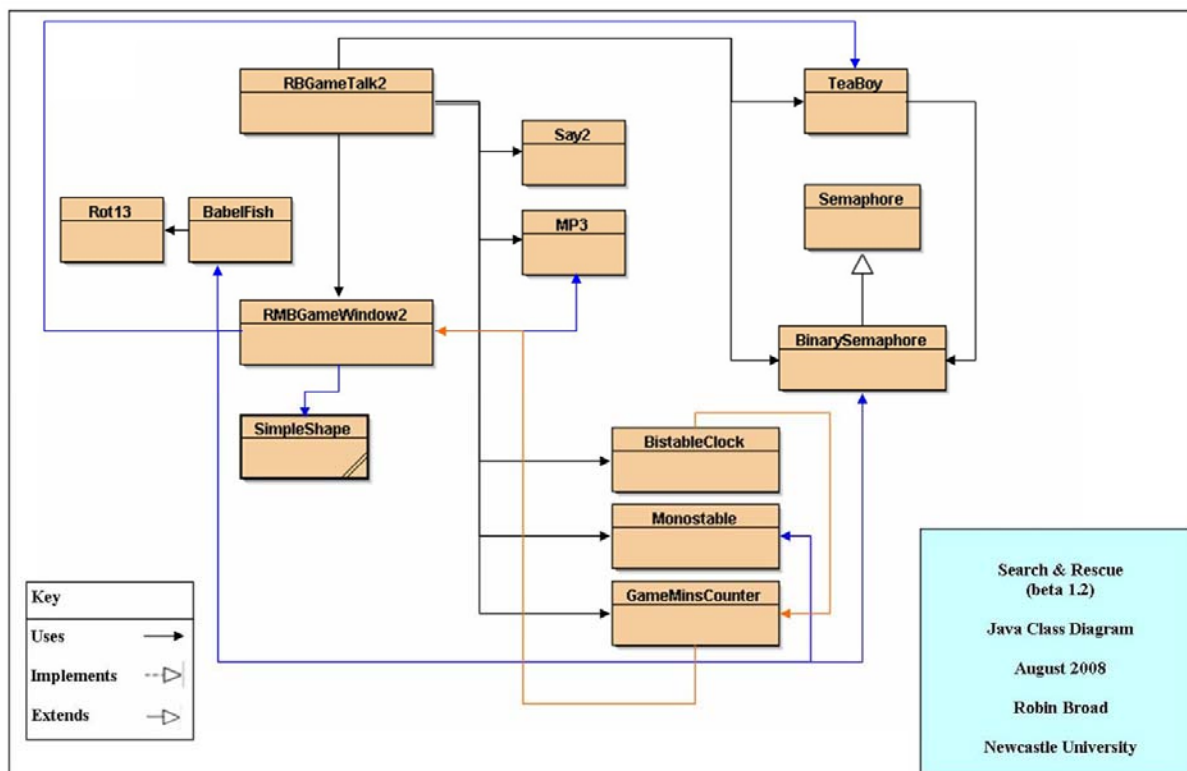 RBGameTalk2
TeaBoy
Say2
Semaphore
Rot13
BabelFish
MP3
RMBGameWindow2
BinarySemaphore
SimpleShape
BistableClock
Monostable
GameMinsCounter
Key
Uses
Implements
Extends
Search & Rescue
(beta 1.2)
Java Class Diagram
August 2008
Robin Broad
Newcastle University